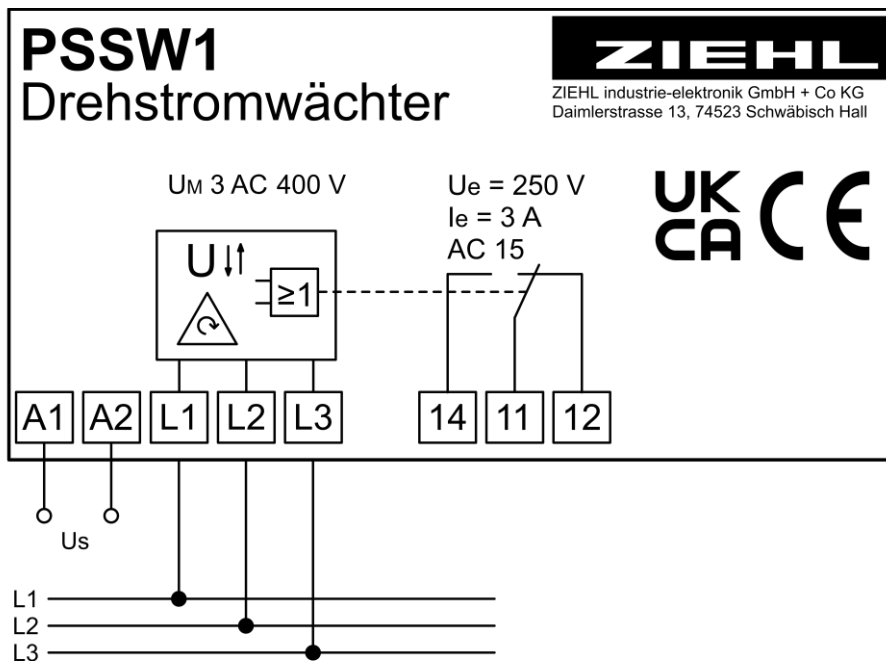 PSSW1
Drehstromwächter
ZIEHL
ZIEHL industrie-elektronik GmbH + Co KG
Daimlerstrasse 13, 74523 Schwäbisch Hall
UM 3 AC 400 V
Ue = 250 V
Ie = 3 A
AC 15
UK
CA CE
U ↓↑
≥1
A1 A2 L1 L2 L3 14 11 12
Us
L1
L2
L3